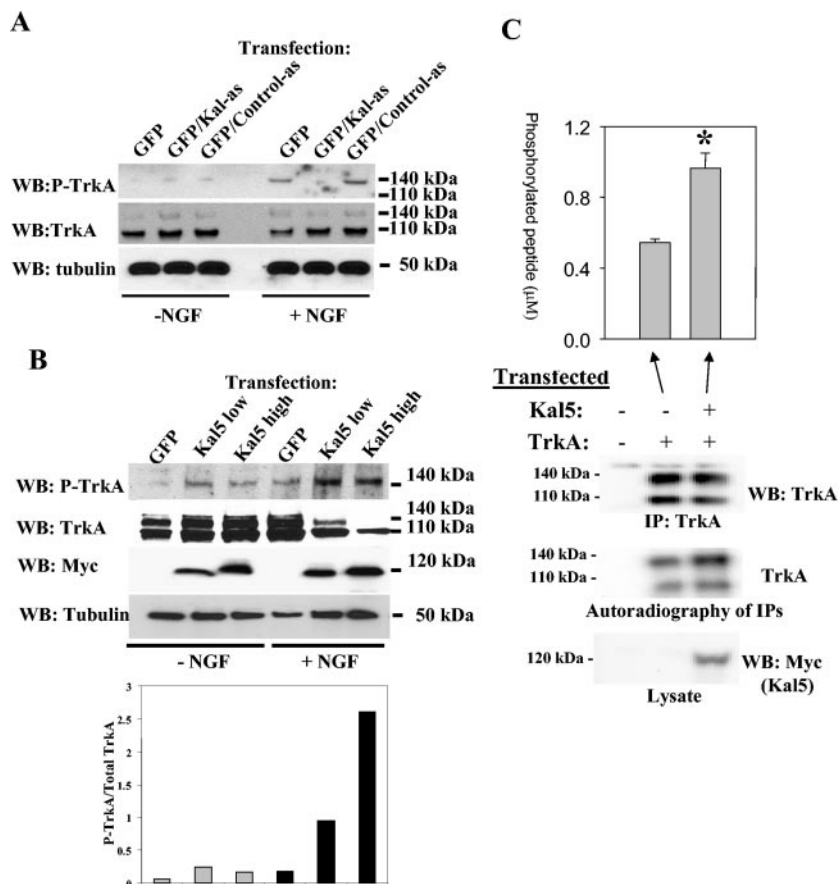 A
Transfection:
GFP
GFP/Kal-as
GFP/Control-as
GFP
GFP/Kal-as
GFP/Control-as
WB:P-TrkA
140 kDa
110 kDa
WB:TrkA
140 kDa
110 kDa
WB: tubulin
50 kDa
-NGF
+ NGF
B
Transfection:
GFP
Kal5 low
Kal5 high
GFP
Kal5 low
Kal5 high
WB: P-TrkA
140 kDa
WB: TrkA
140 kDa
110 kDa
WB: Myc
120 kDa
WB: Tubulin
50 kDa
- NGF
+ NGF
P-TrkA/Total TrkA
3
2.5
2
1.5
1
0.5
0
C
Phosphorylated peptide (μM)
1.2
0.8
0.4
0.0
*
Transfected
Kal5: - - +
TrkA: - + +
140 kDa -
110 kDa -
WB: TrkA
IP: TrkA
140 kDa -
110 kDa -
TrkA
Autoradiography of IPs
120 kDa -
WB: Myc
(Kal5)
Lysate